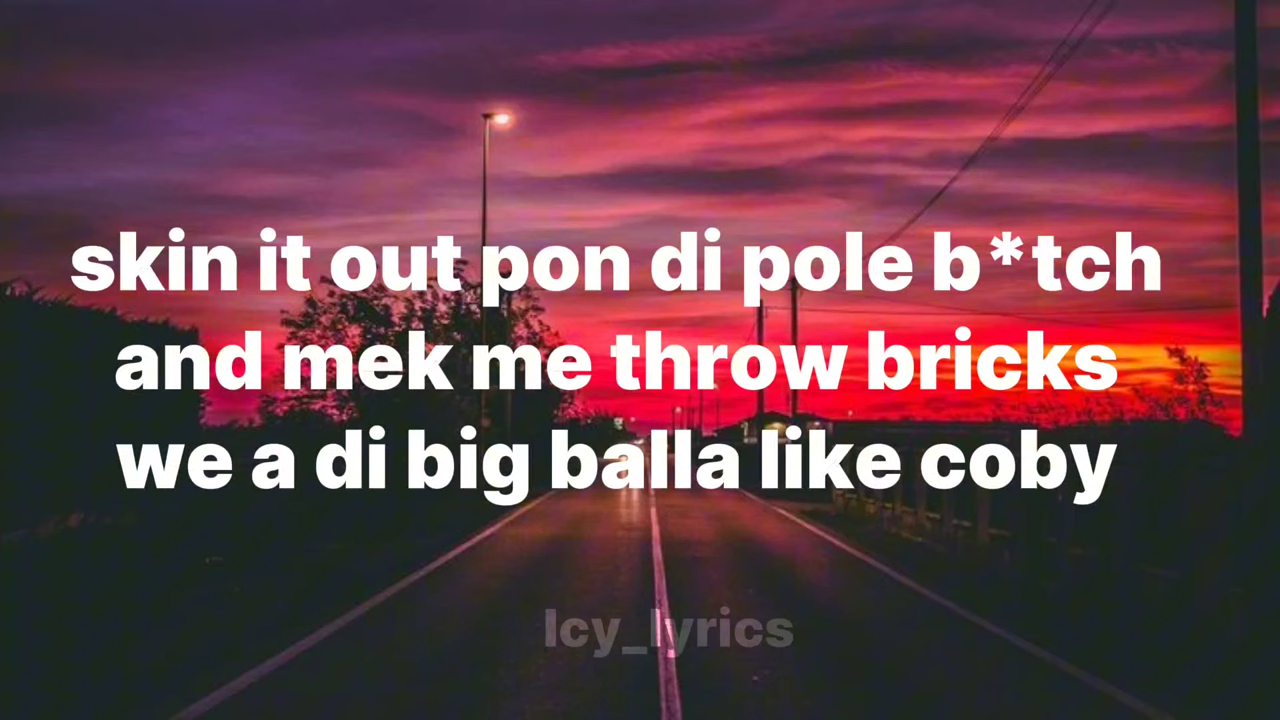 skin it out pon di pole b*tch
and mek me throw bricks
we a di big balla like coby
Icy_lyrics